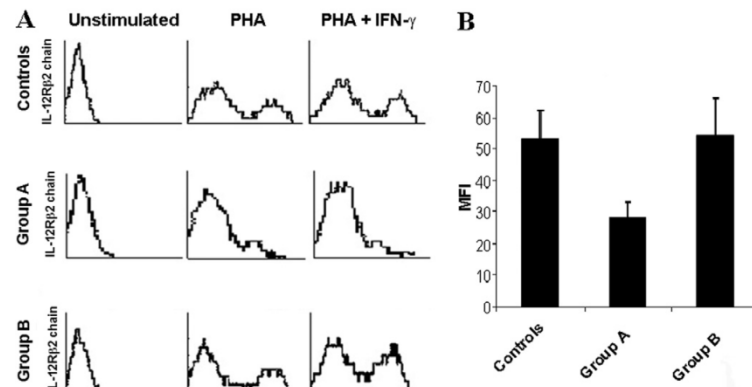 A
Unstimulated PHA PHA + IFN-γ
Controls
IL-12Rβ2 chain
Group A
IL-12Rβ2 chain
Group B
IL-12Rβ2 chain
B
MFI
70
60
50
40
30
20
10
0
Controls Group A Group B